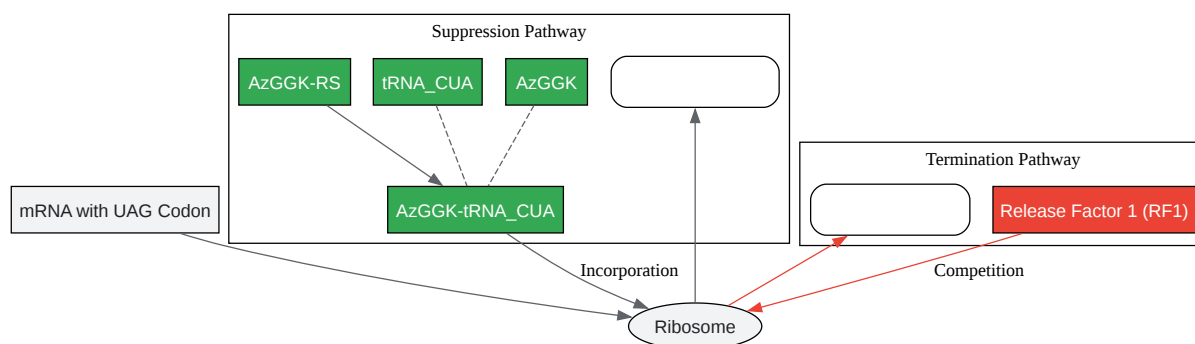 Suppression Pathway
AzGGK-RS
tRNA_CUA
AzGGK
Termination Pathway
mRNA with UAG Codon
AzGGK-tRNA_CUA
Release Factor 1 (RF1)
Incorporation
Competition
Ribosome